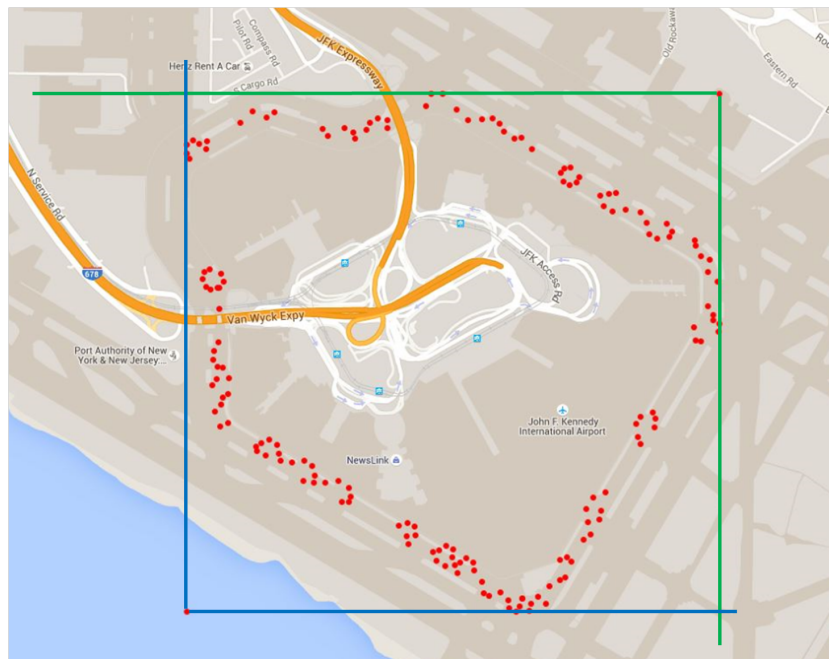 JFK Expressway
Compass Rd
Pilot Rd
Hertz Rent A Car
S Cargo Rd
Old Rockaway
Eastern Rd
N Service Rd
678
Van Wyck Expy
JFK Access Rd
Port Authority of New
York & New Jersey...
John F. Kennedy
International Airport
NewsLink